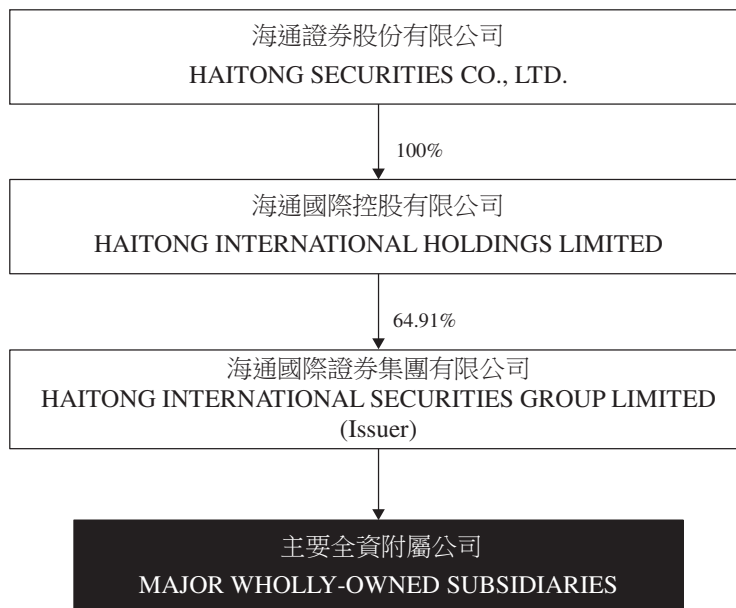 海通證券股份有限公司
HAITONG SECURITIES CO., LTD.
100%
海通國際控股有限公司
HAITONG INTERNATIONAL HOLDINGS LIMITED
64.91%
海通國際證券集團有限公司
HAITONG INTERNATIONAL SECURITIES GROUP LIMITED
(Issuer)
主要全資附屬公司
MAJOR WHOLLY-OWNED SUBSIDIARIES